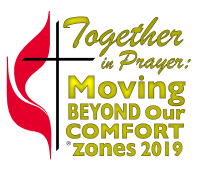 Together
in Prayer:
Moving
BEYOND Our
COMFORT
® zones 2019